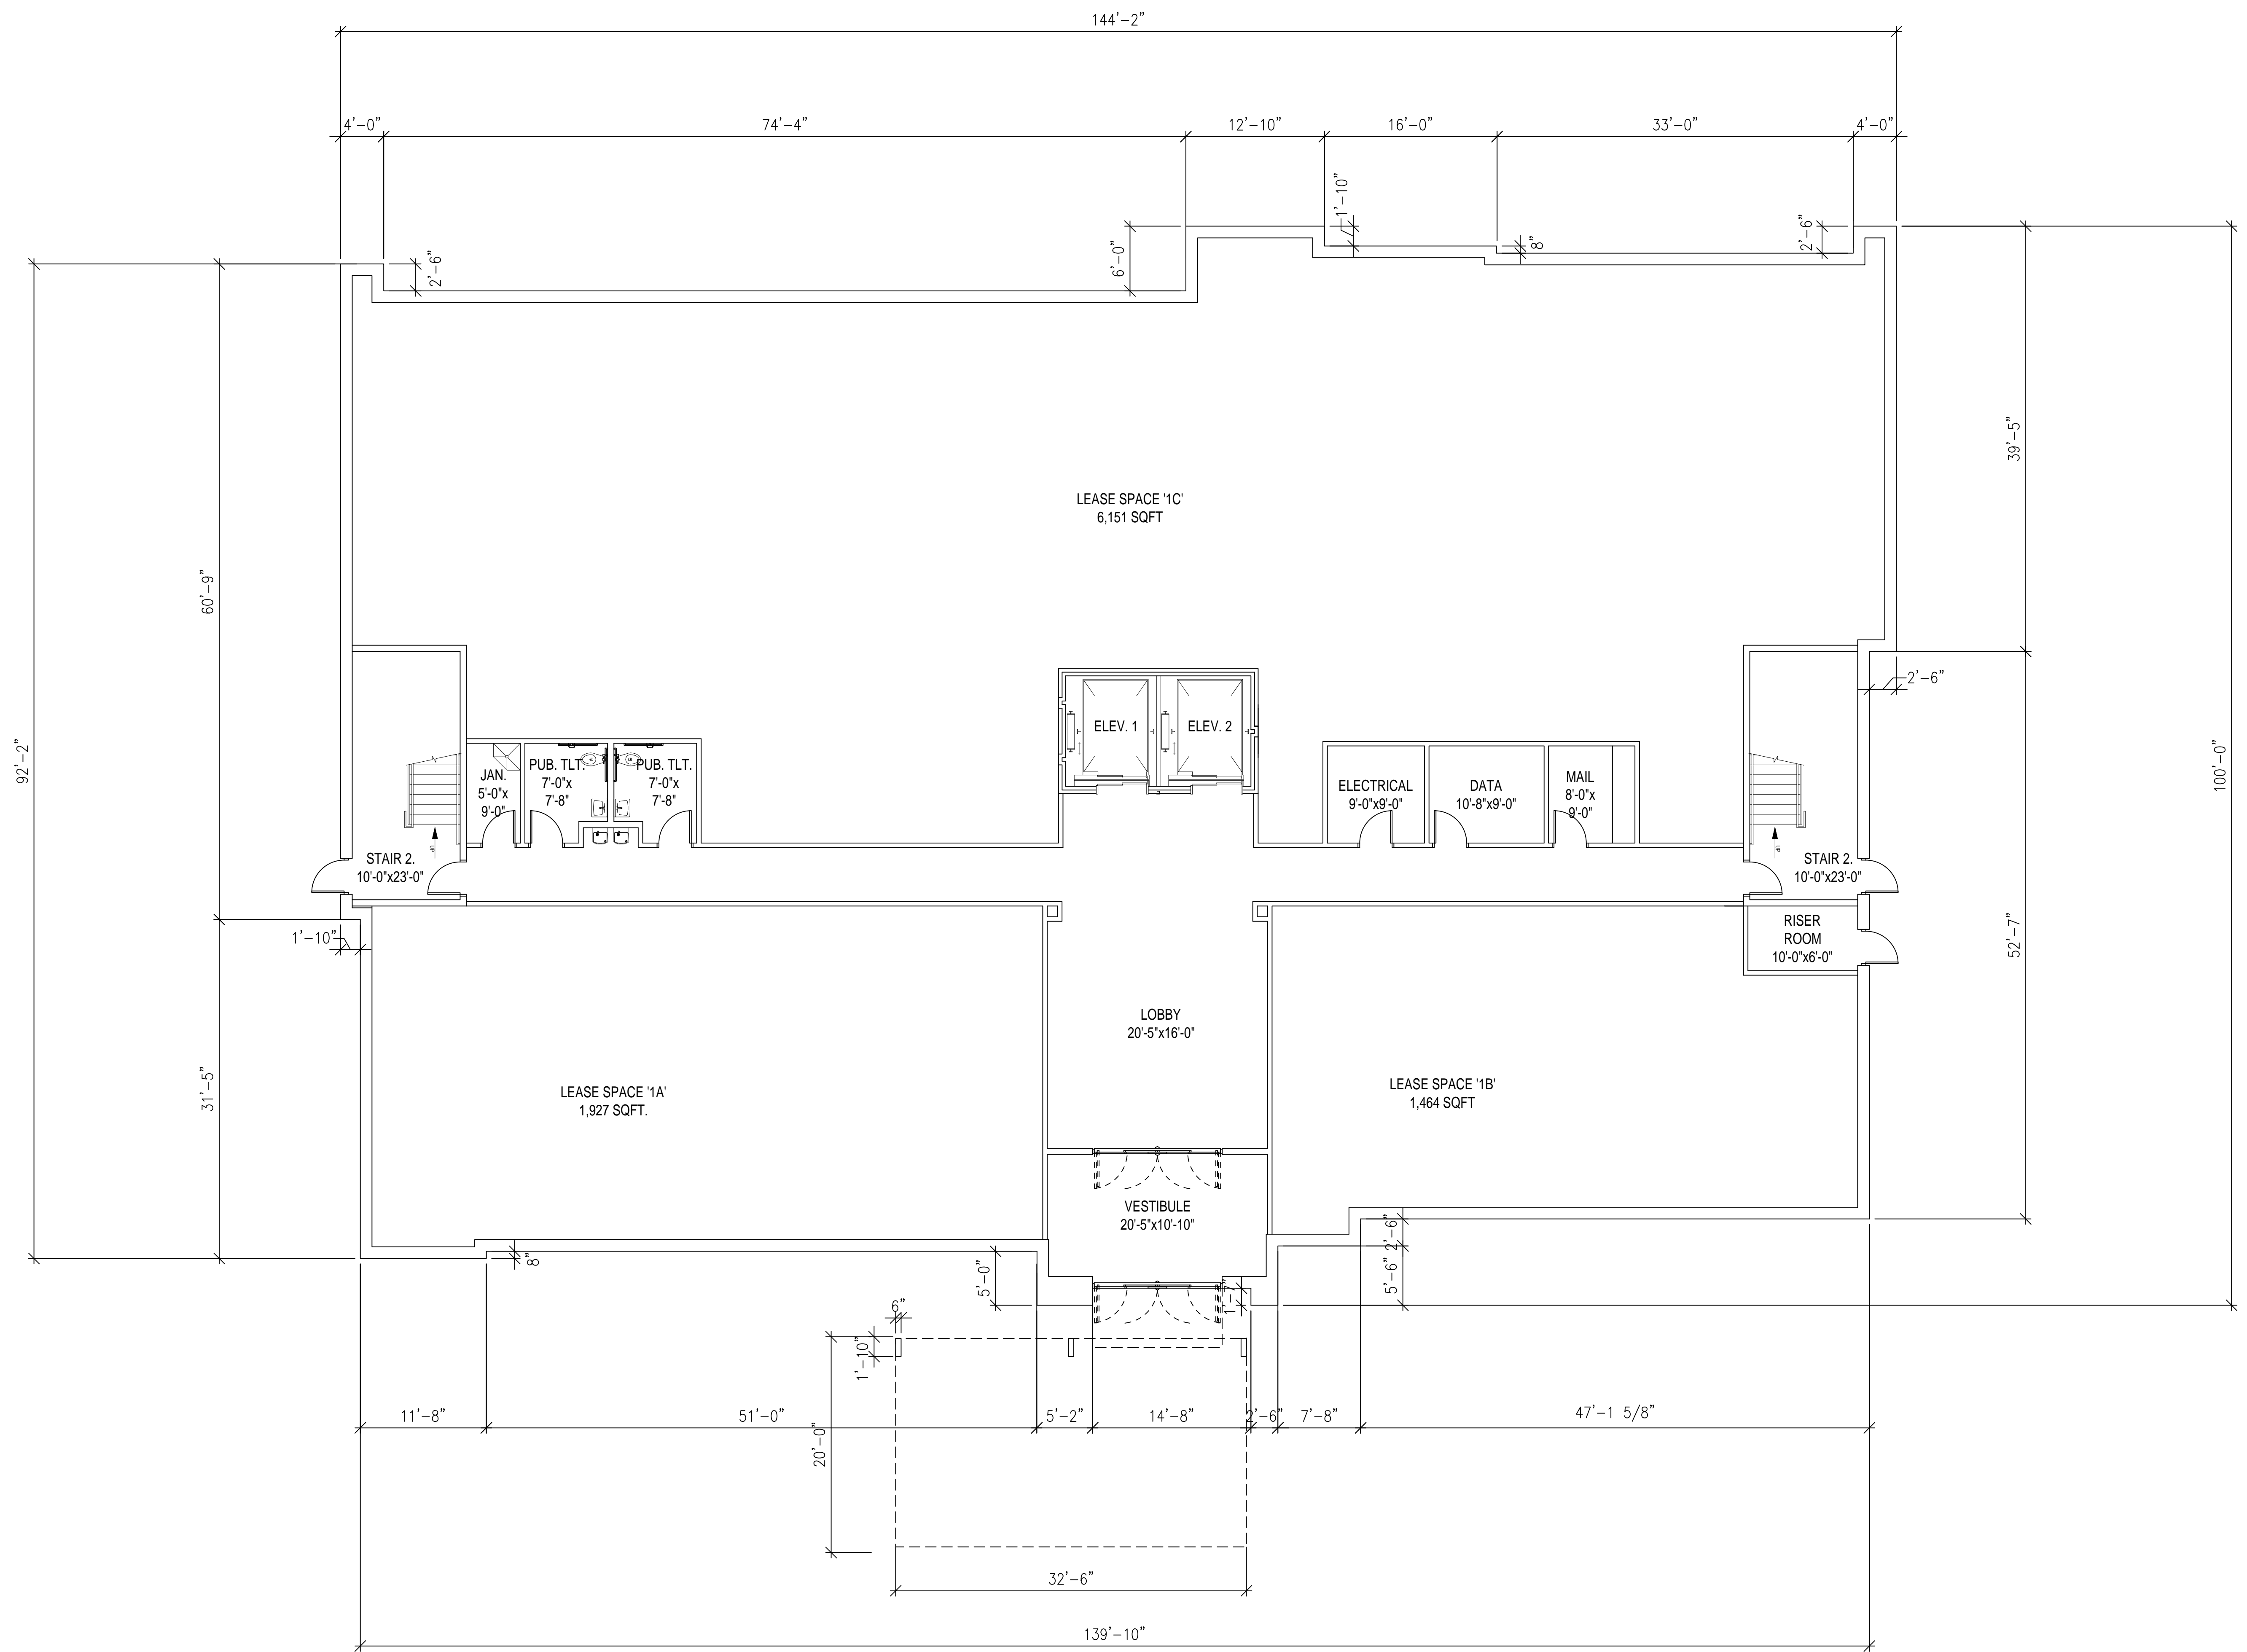 144'-2"
4'-0"
74'-4"
12'-10"
16'-0"
33'-0"
4'-0"
1'-10"
6'-0"
8"
2'-6"
2'-6"
39'-5"
60'-9"
92'-2"
100'-0"
LEASE SPACE '1C'
6,151 SQFT
2'-6"
ELEV. 1
ELEV. 2
JAN.
5'-0"x
9'-0"
PUB. TLT.
7'-0"x
7'-8"
PUB. TLT.
7'-0"x
7'-8"
ELECTRICAL
9'-0"x9'-0"
DATA
10'-8"x9'-0"
MAIL
8'-0"x
9'-0"
UP
UP
STAIR 2.
10'-0"x23'-0"
STAIR 2.
10'-0"x23'-0"
RISER
ROOM
10'-0"x6'-0"
1'-10"
52'-7"
LOBBY
20'-5"x16'-0"
31'-5"
LEASE SPACE '1A'
1,927 SQFT.
LEASE SPACE '1B'
1,464 SQFT
VESTIBULE
20'-5"x10'-10"
8"
5'-0"
2'-6"
5'-6"
1'-7"
6"
1'-10"
11'-8"
51'-0"
5'-2"
14'-8"
2'-6"
7'-8"
47'-1 5/8"
20'-0"
32'-6"
139'-10"